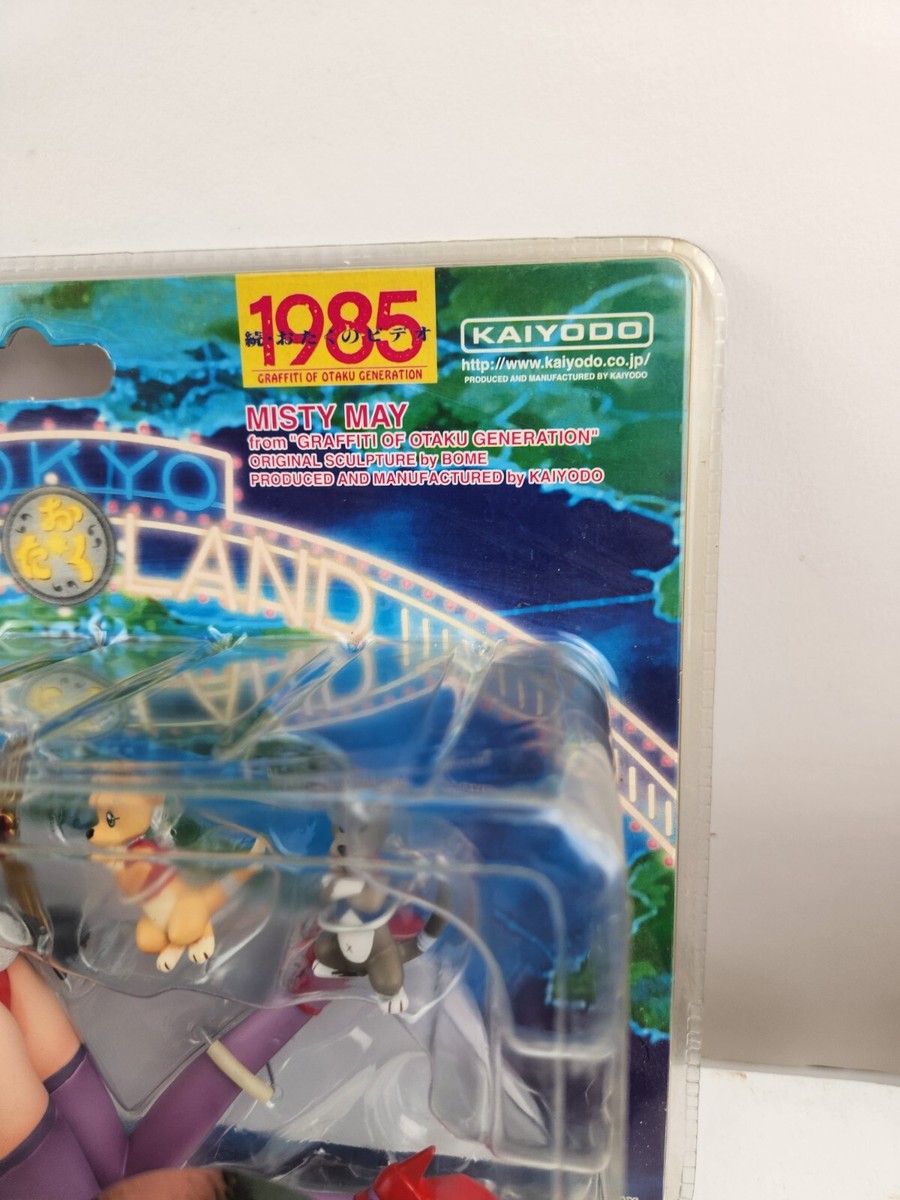 1985
続・おたくのビデオ
GRAFFITI OF OTAKU GENERATION
KAIYODO
http://www.kaiyodo.co.jp/
PRODUCED AND MANUFACTURED BY KAIYODO
MISTY MAY
from "GRAFFITI OF OTAKU GENERATION"
ORIGINAL SCULPTURE by BOME
PRODUCED AND MANUFACTURED by KAIYODO
OKYO
おたく
LAND